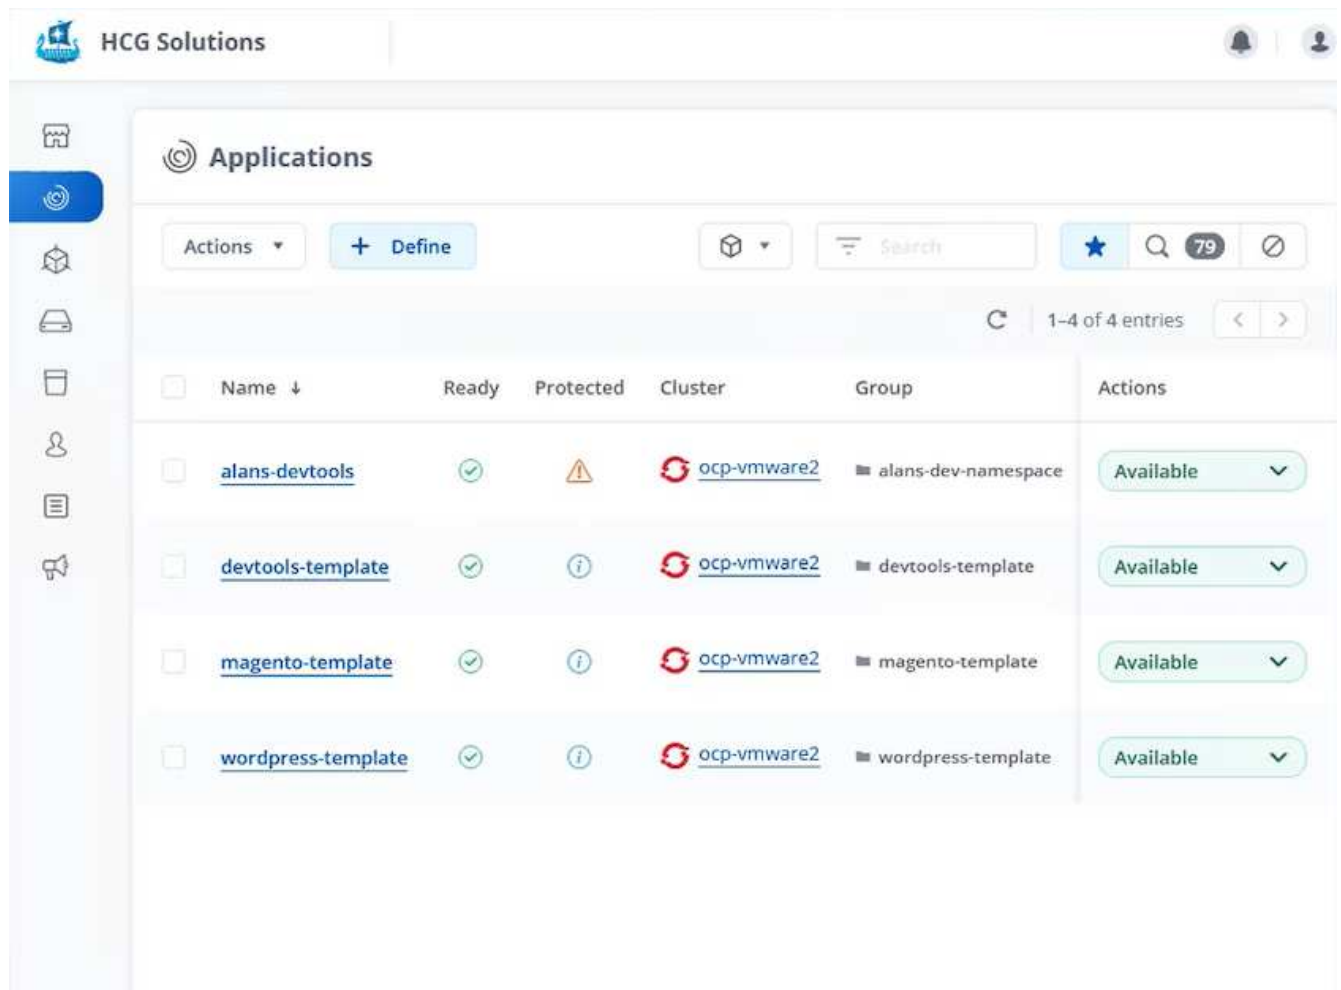 HCG Solutions
Applications
Actions + Define Search 79
1–4 of 4 entries
Name Ready Protected Cluster Group Actions
alans-devtools ocp-vmware2 alans-dev-namespace Available
devtools-template ocp-vmware2 devtools-template Available
magento-template ocp-vmware2 magento-template Available
wordpress-template ocp-vmware2 wordpress-template Available